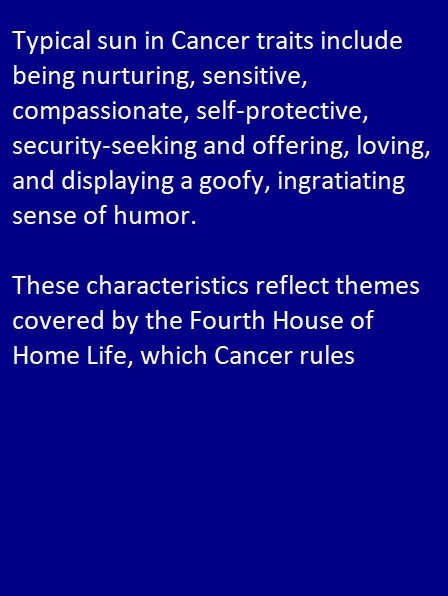 Typical sun in Cancer traits include
being nurturing, sensitive,
compassionate, self-protective,
security-seeking and offering, loving,
and displaying a goofy, ingratiating
sense of humor.
These characteristics reflect themes
covered by the Fourth House of
Home Life, which Cancer rules